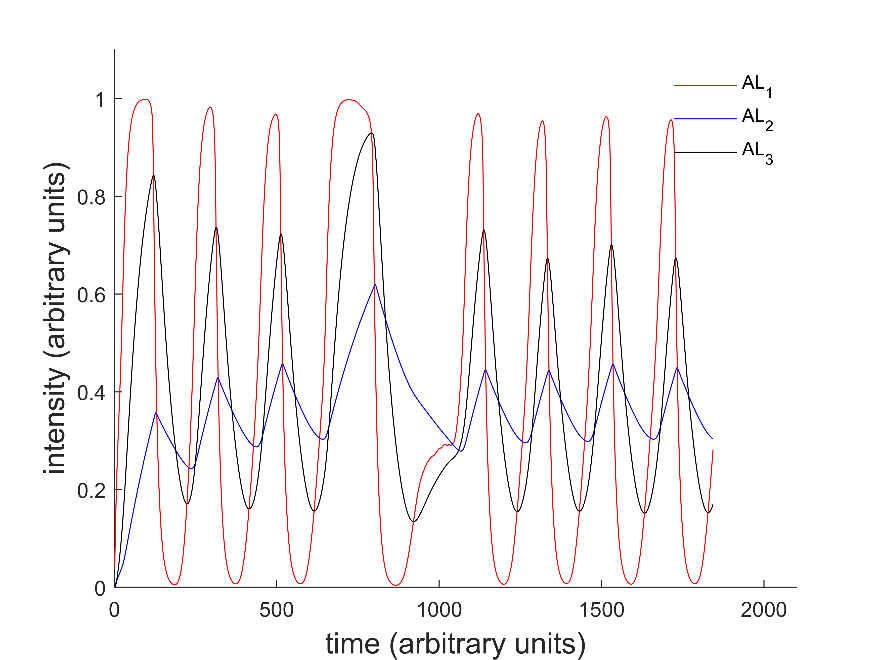 AL1
AL2
AL3
1
0.8
0.6
0.4
0.2
0
0 500 1000 1500 2000
intensity (arbitrary units)
time (arbitrary units)